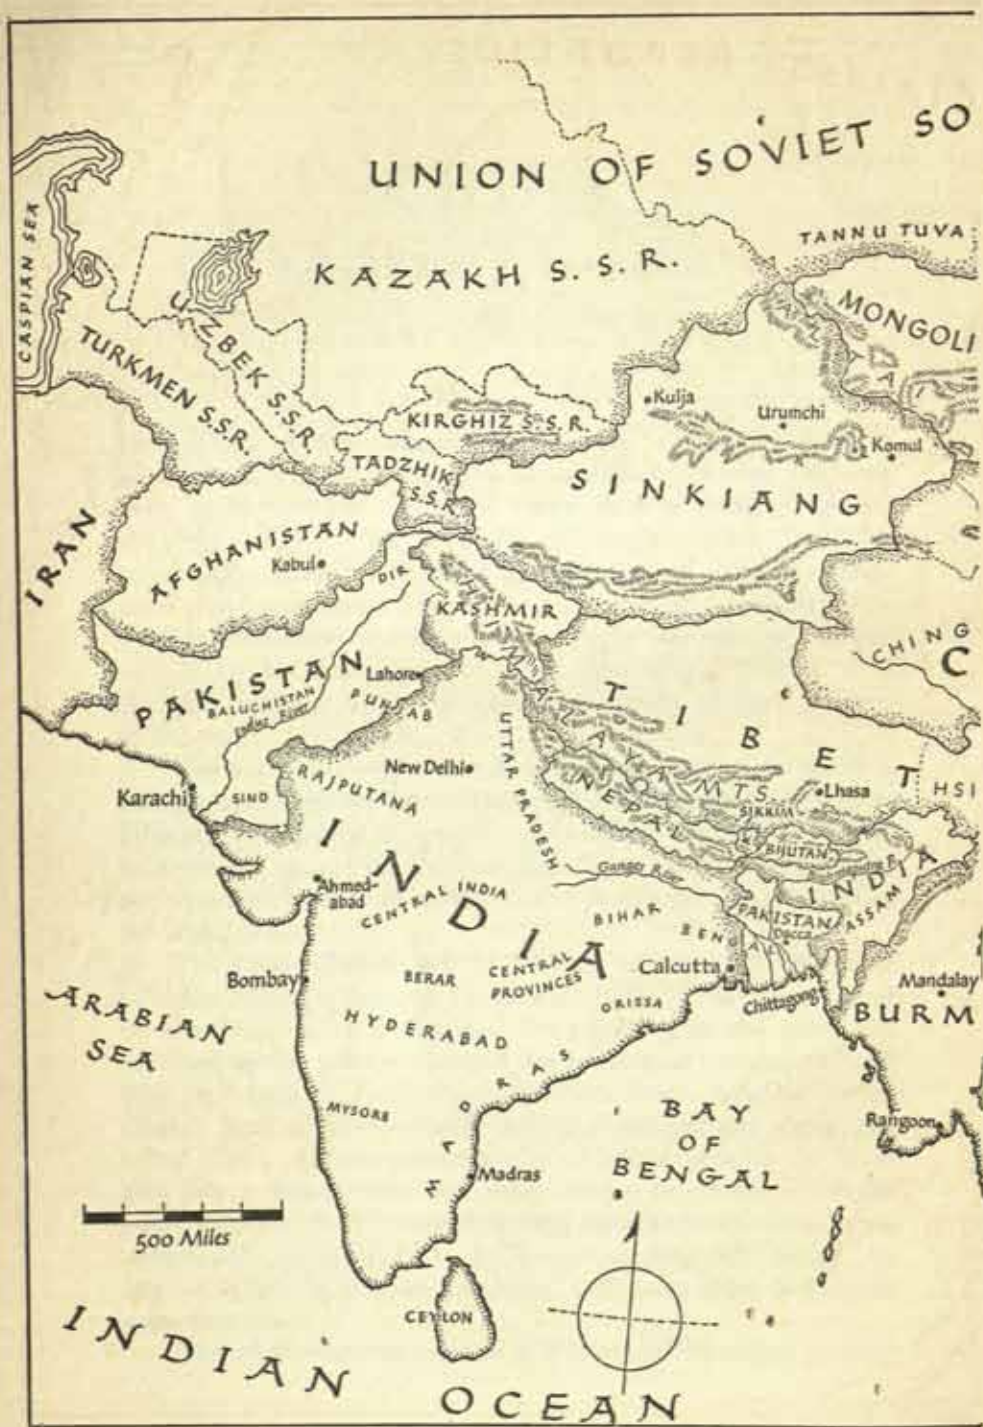 UNION OF SOVIET SO
TANNU TUVA
CASPIAN SEA
KAZAKH S. S. R.
MONGOLI
UZBEK S.S.R.
TURKMEN S.S.R.
KIRGHIZ S. S. R.
Kulja
Urumchi
Komul
TADZHIK
S.S.R.
SINKIANG
IRAN
AFGHANISTAN
Kabul
DIR
KASHMIR
CHING
C
PAKISTAN
BALUCHISTAN
Indus River
Lahore
PUNJAB
TIBET
New Delhi
UTTAR PRADESH
RAJPUTANA
Karachi
SIND
NEPAL
MTS.
SIKKIM
Lhasa
HSI
BHUTAN
INDIA
Ganges River
INDIA
ASSAM
Ahmed-
abad
CENTRAL INDIA
BIHAR
BENGAL
PAKISTAN
Dacca
Bombay
BERAR
CENTRAL
PROVINCES
Calcutta
Chittagong
Mandalay
ORISSA
BURM
ARABIAN
SEA
HYDERABAD
MYSORE
MADRAS
Madras
BAY
OF
BENGAL
Rangoon
500 Miles
CEYLON
INDIAN OCEAN